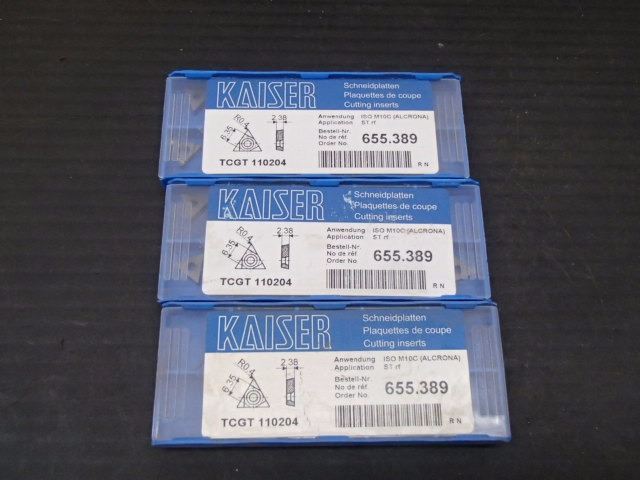 KAISER
Schneidplatten
Plaquettes de coupe
Cutting inserts
R0.4
2.38
6.35
Anwendung ISO M10C (ALCRONA)
Application ST rf
Bestell-Nr.
No de réf.
Order No.
655.389
TCGT 110204
R N
KAISER
Schneidplatten
Plaquettes de coupe
Cutting inserts
R0.4
2.38
6.35
Anwendung ISO M10C (ALCRONA)
Application ST rf
Bestell-Nr.
No de réf.
Order No.
655.389
TCGT 110204
R N
KAISER
Schneidplatten
Plaquettes de coupe
Cutting inserts
R0.4
2.38
6.35
Anwendung ISO M10C (ALCRONA)
Application ST rf
Bestell-Nr.
No de réf.
Order No.
655.389
TCGT 110204
R N